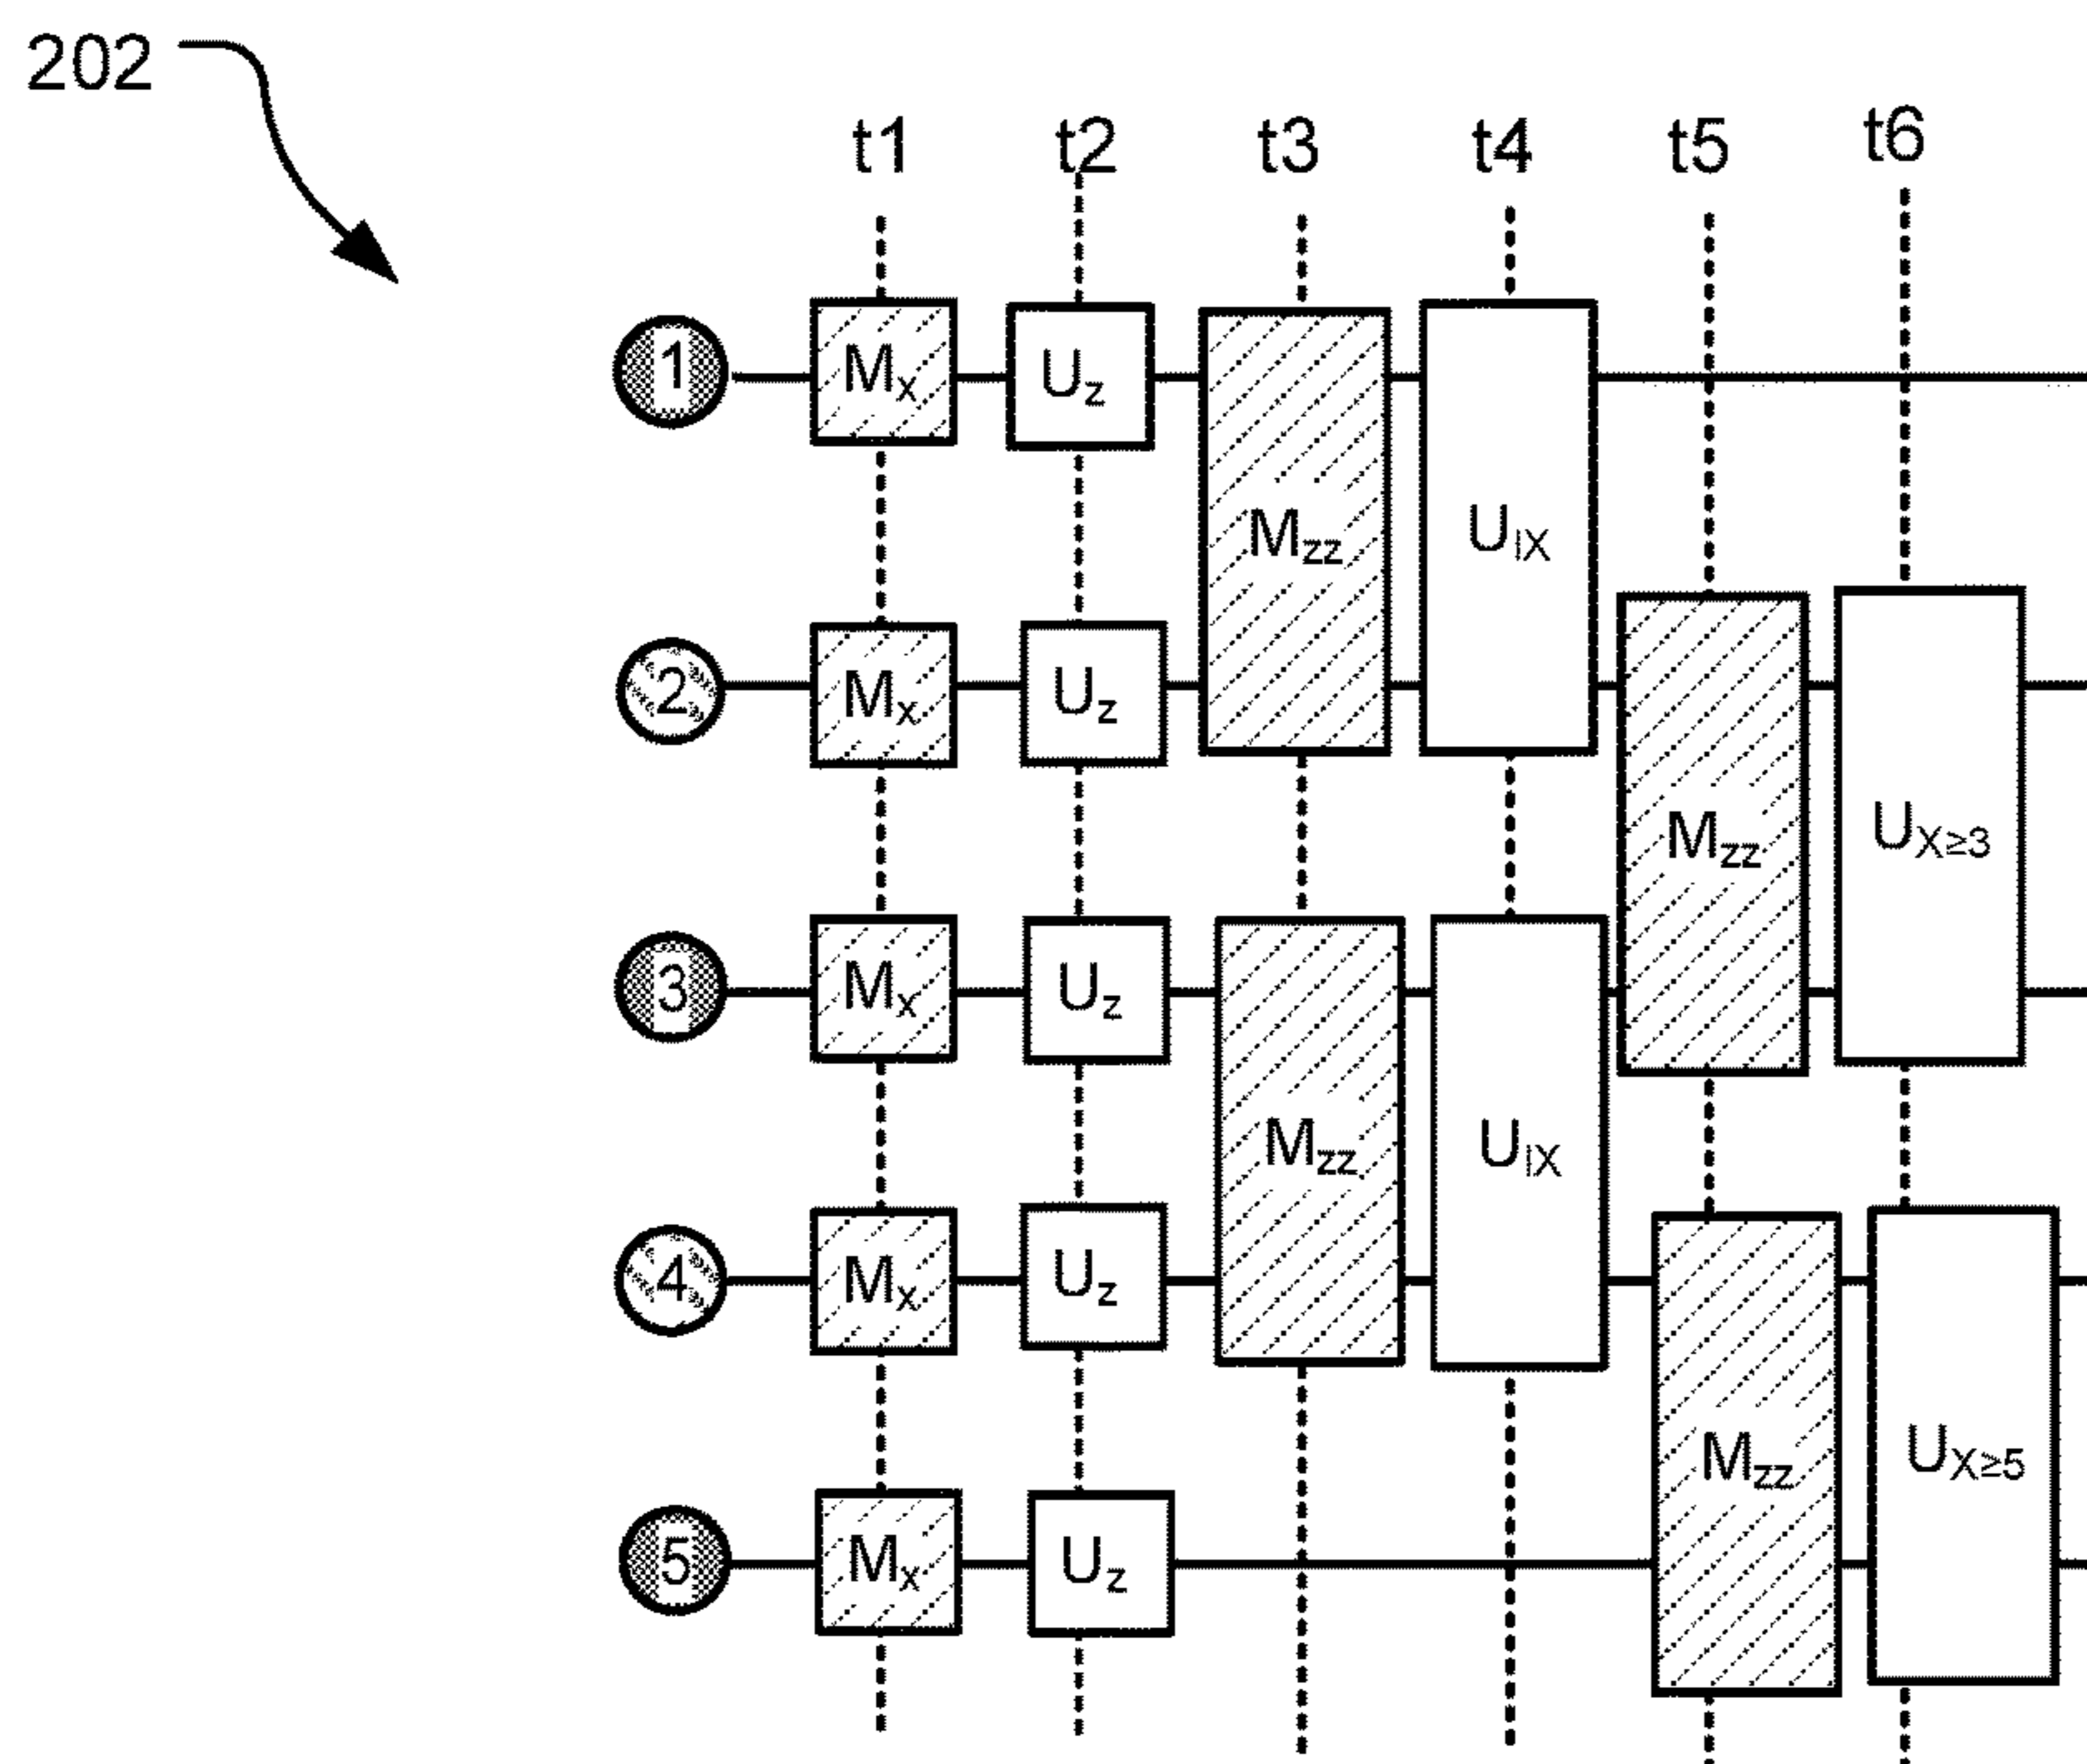 202
t1 t2 t3 t4 t5 t6
1 Mx Uz
Mzz UIX
2 Mx Uz
Mzz UX≥3
3 Mx Uz
Mzz UIX
4 Mx Uz
Mzz UX≥5
5 Mx Uz